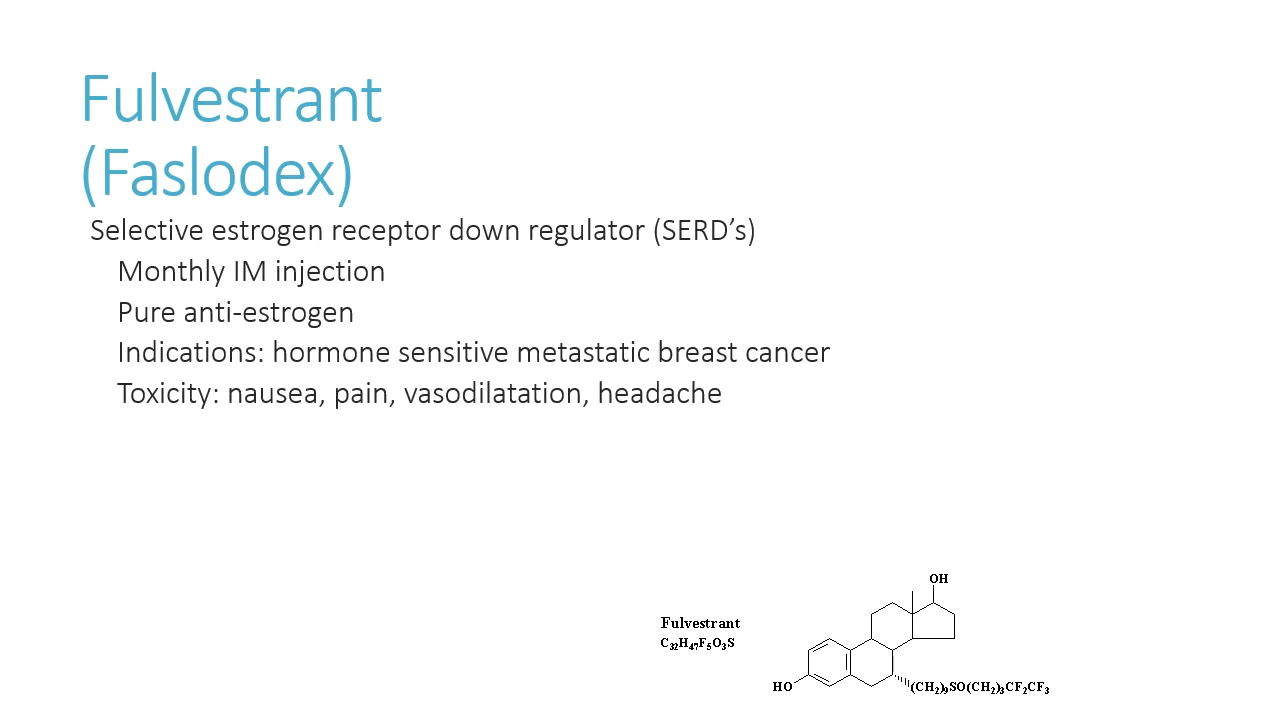 Fulvestrant
(Faslodex)
Selective estrogen receptor down regulator (SERD’s)
Monthly IM injection
Pure anti-estrogen
Indications: hormone sensitive metastatic breast cancer
Toxicity: nausea, pain, vasodilatation, headache
OH
Fulvestrant
C₃₂H₄₇F₅O₃S
HO
(CH₂)₉SO(CH₂)₃CF₂CF₃